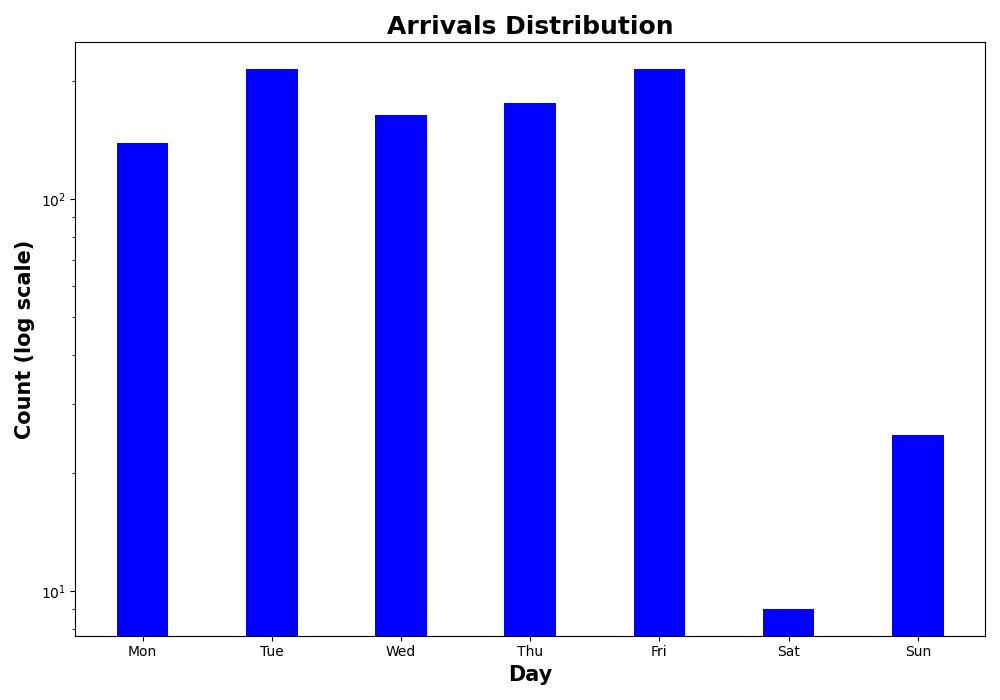 Arrivals Distribution
Count (log scale)
10²
10¹
Mon Tue Wed Thu Fri Sat Sun
Day